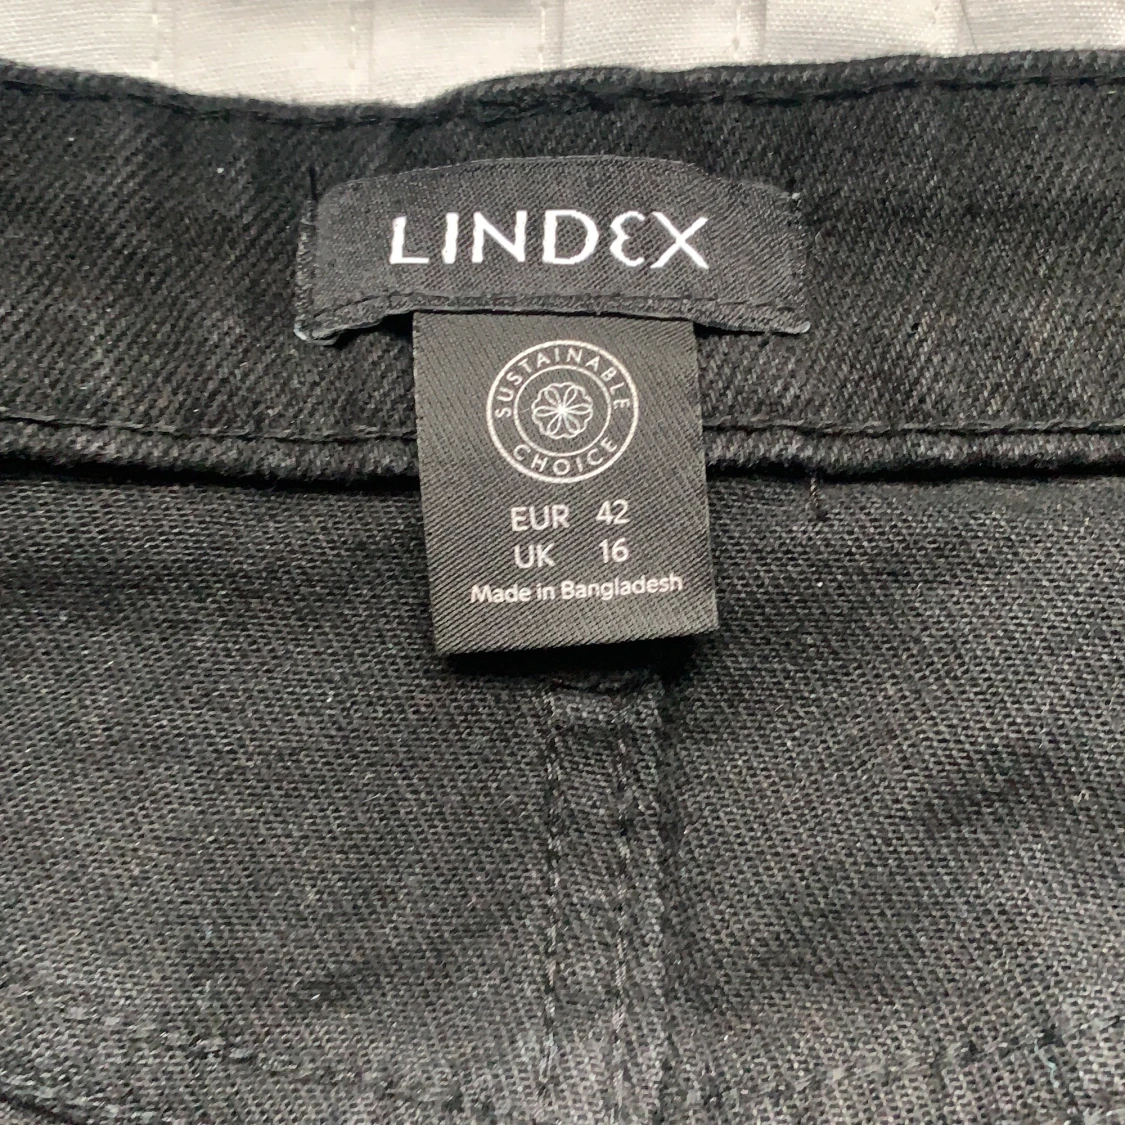 LINDEX
SUSTAINABLE
CHOICE
EUR 42
UK 16
Made in Bangladesh